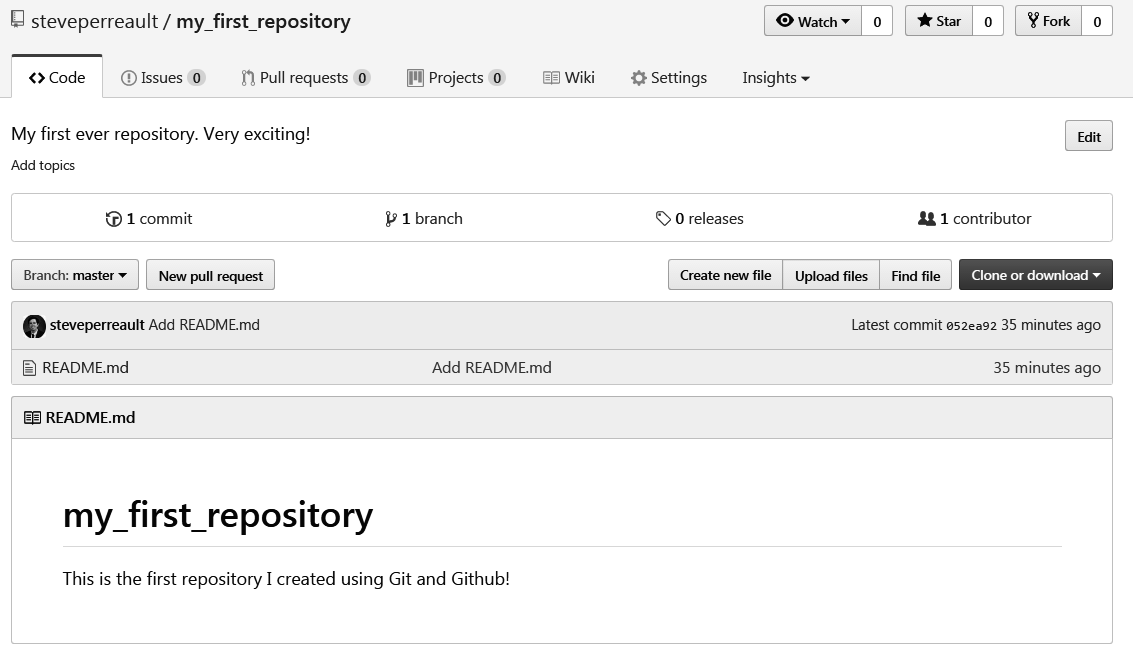 steveperreault / my_first_repository
Watch 0 Star 0 Fork 0
Code Issues 0 Pull requests 0 Projects 0 Wiki Settings Insights
My first ever repository. Very exciting!
Edit
Add topics
1 commit 1 branch 0 releases 1 contributor
Branch: master New pull request Create new file Upload files Find file Clone or download
steveperreault Add README.md Latest commit 052ea92 35 minutes ago
README.md Add README.md 35 minutes ago
README.md
my_first_repository
This is the first repository I created using Git and Github!